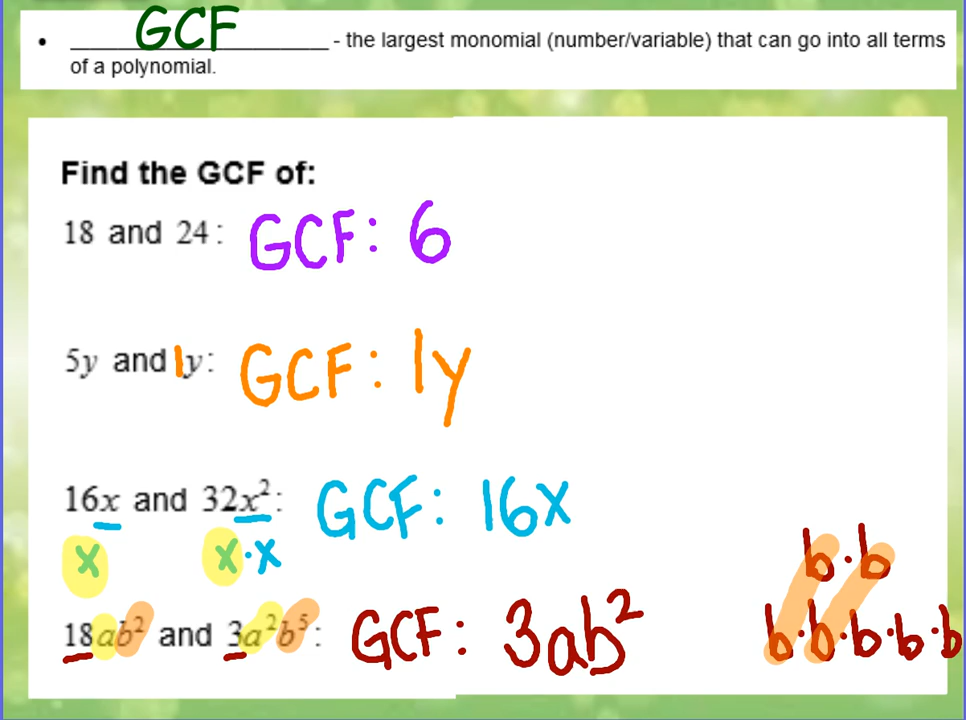 • GCF - the largest monomial (number/variable) that can go into all terms
of a polynomial.
Find the GCF of:
18 and 24: GCF: 6
5y and 1y: GCF: 1y
16x and 32x²: GCF: 16x
x x·x
b·b
18ab² and 3a²b⁵: GCF: 3ab² b·b·b·b·b